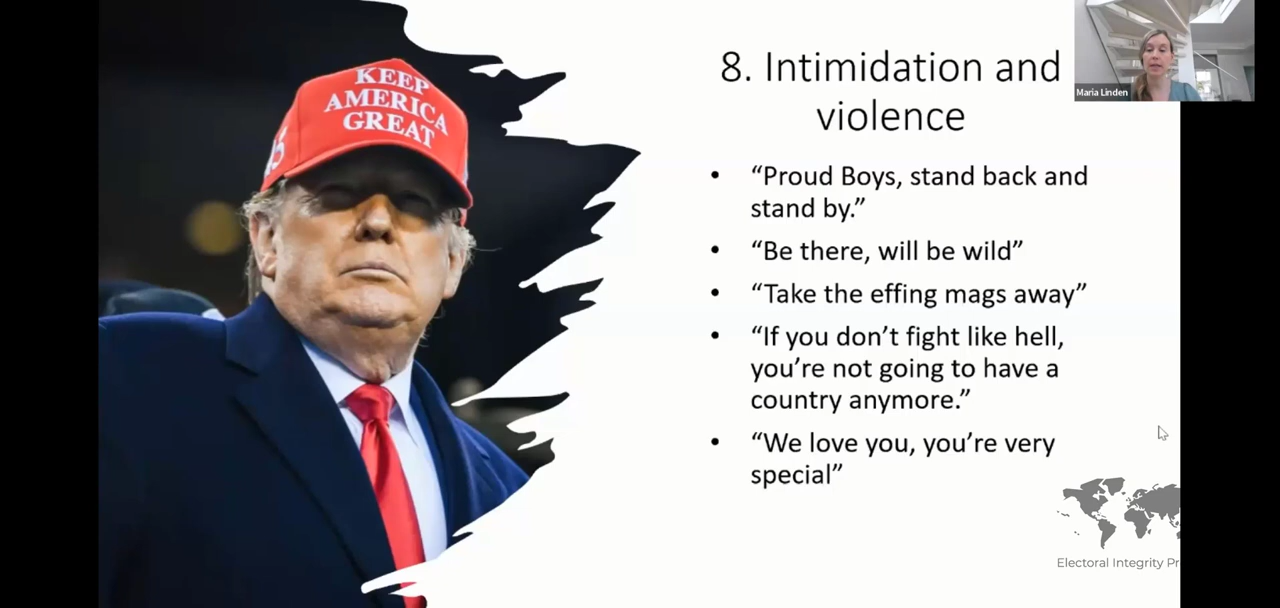 KEEP
AMERICA
GREAT
45
8. Intimidation and
violence
Maria Linden
• “Proud Boys, stand back and
stand by.”
• “Be there, will be wild”
• “Take the effing mags away”
• “If you don’t fight like hell,
you’re not going to have a
country anymore.”
• “We love you, you’re very
special”
Electoral Integrity Pr